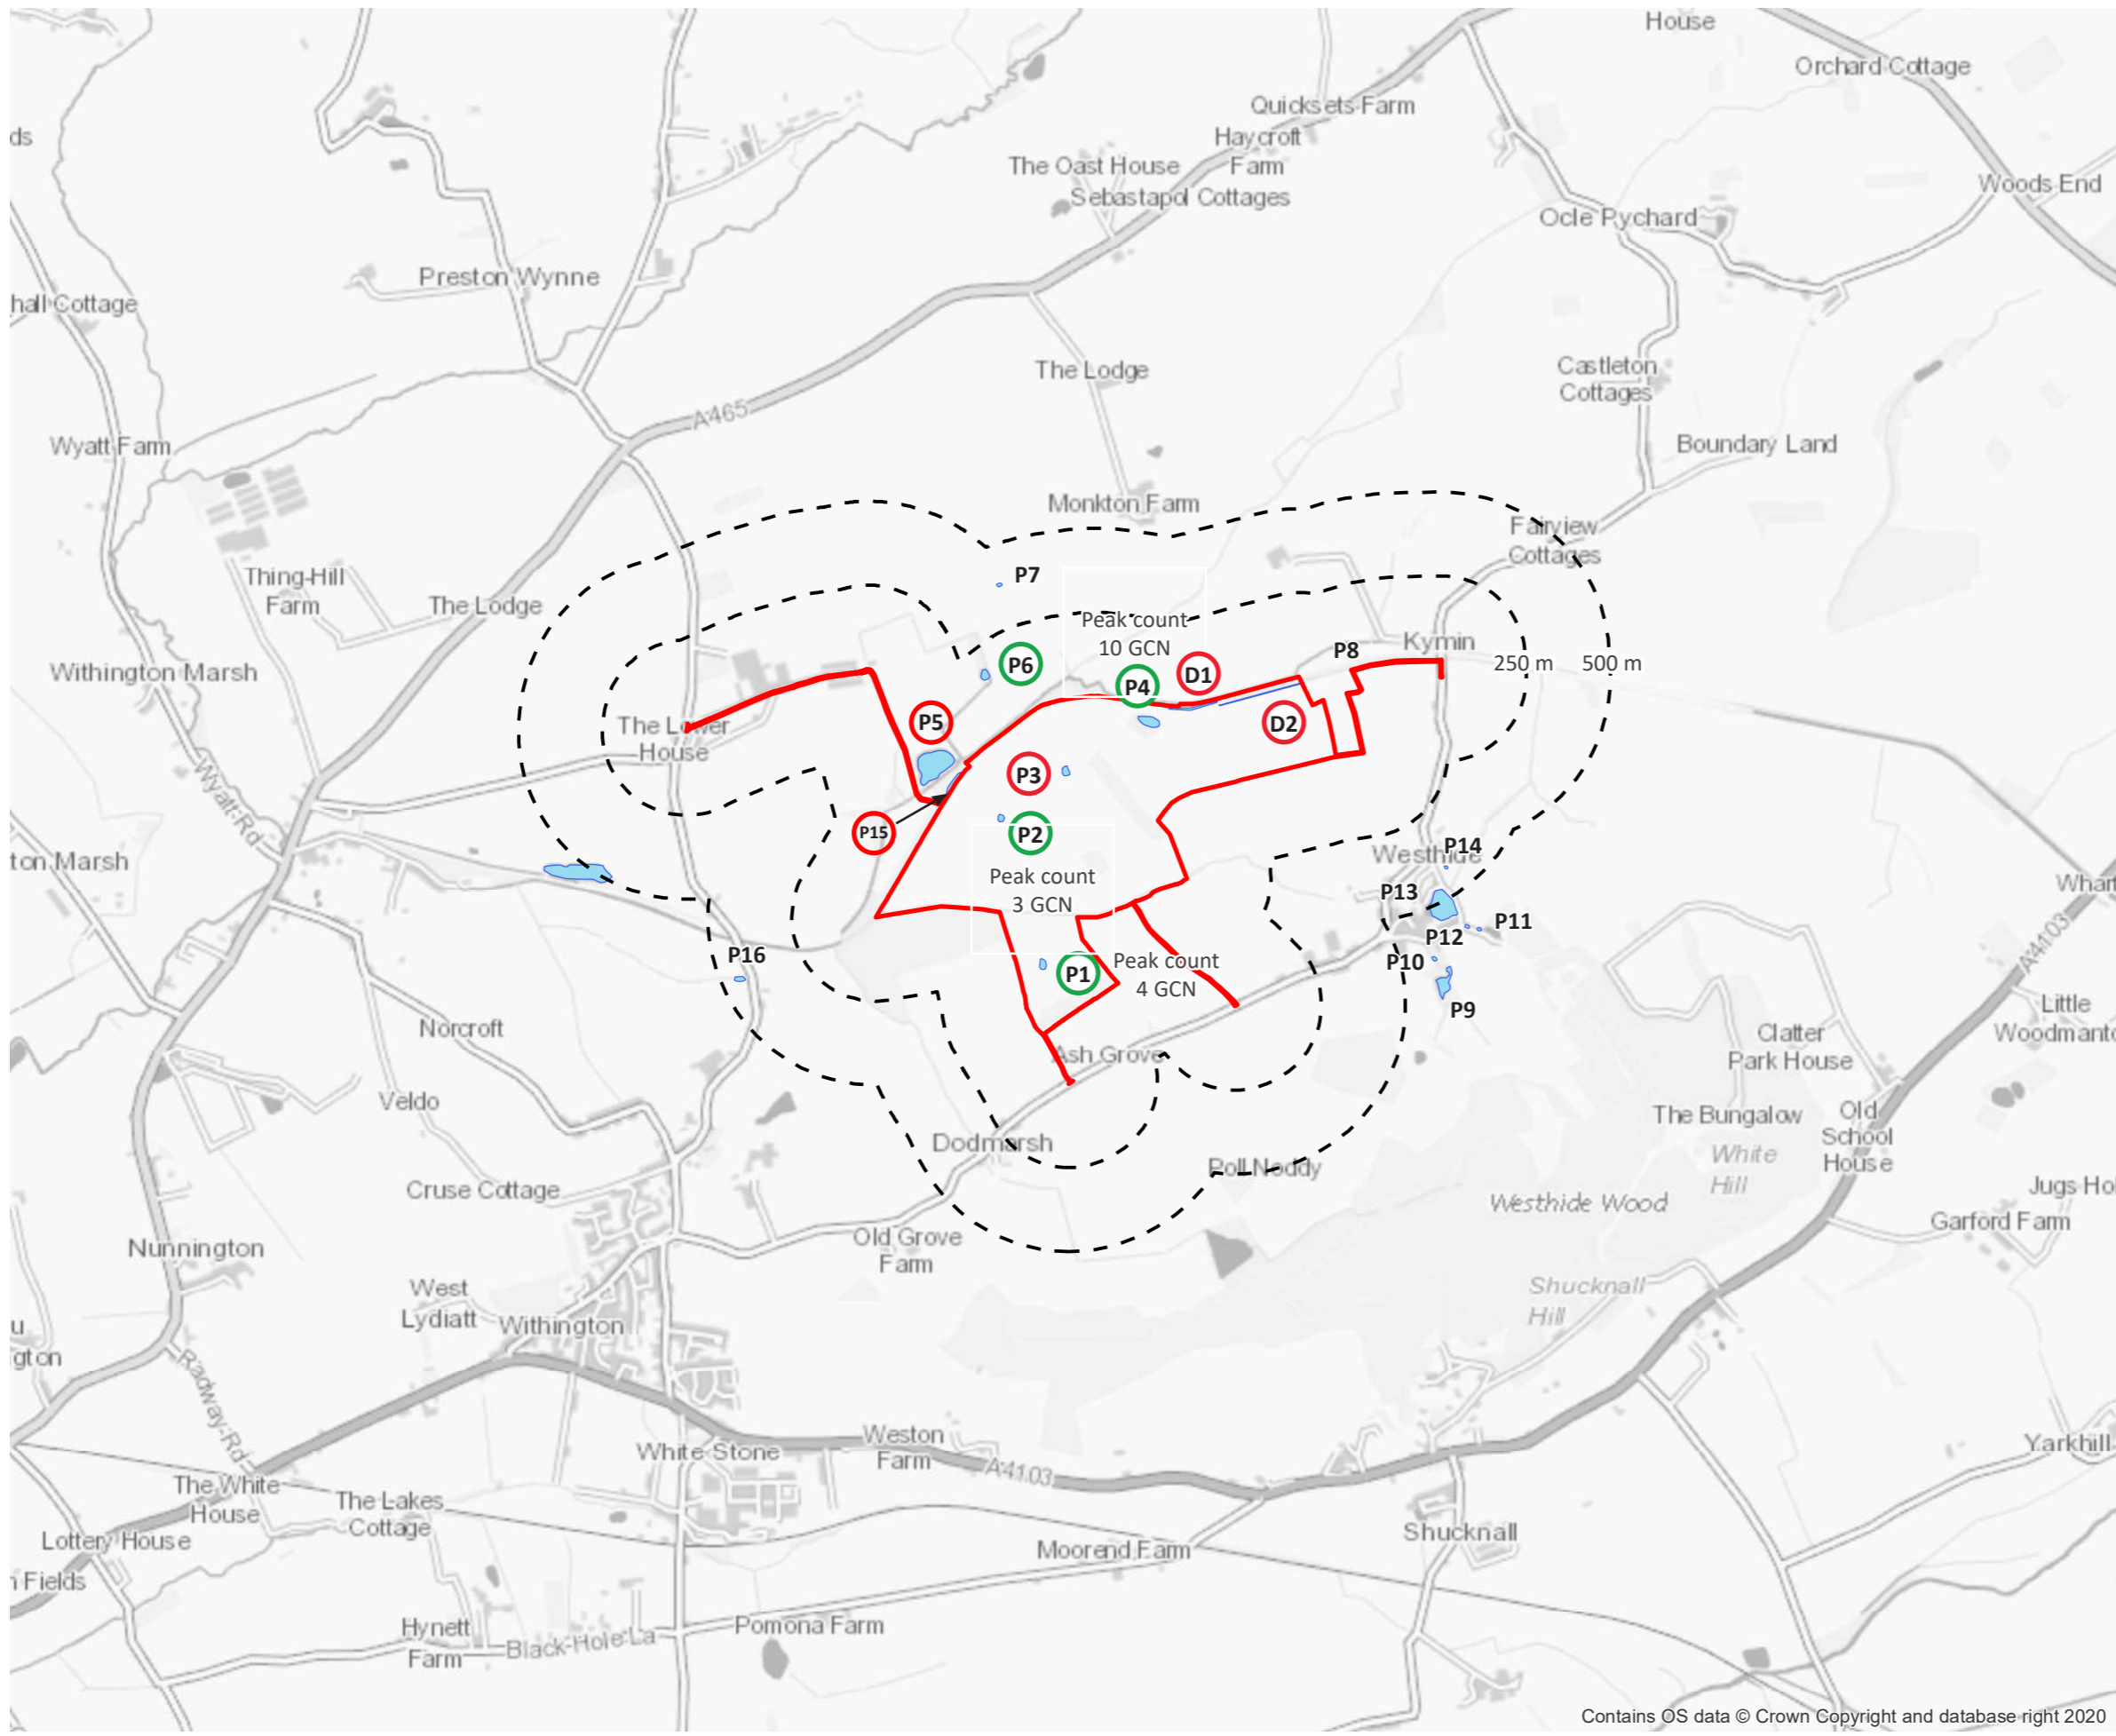 House
Orchard Cottage
Quicksets Farm
Haycroft
Farm
ds
The Oast House
Sebastapol Cottages
Woods End
Ocle Pychard
Preston Wynne
hall Cottage
The Lodge
Castleton
Cottages
A465
Wyatt Farm
Boundary Land
Monkton Farm
Fairview
Cottages
Thing-Hill
Farm
The Lodge
P7
Peak count
10 GCN
Kymin
P8
250 m
500 m
Withington Marsh
P6
P4
D1
The Lower
House
P5
D2
P3
Wyatt-Rd
P15
P2
ton Marsh
Westhide
P14
Peak count
3 GCN
P13
Whart
P11
P12
P16
P10
Peak count
4 GCN
P1
A4103
P9
Little
Woodmanto
Norcroft
Clatter
Park House
Ash Grove
Veldo
The Bungalow
Old
School
House
Dodmarsh
White
Hill
Poll Noddy
Cruse Cottage
Westhide Wood
Jugs Ho
Garford Farm
Nunnington
Old Grove
Farm
West
Lydiatt
Shucknall
Hill
Withington
u
gton
Radway-Rd
Weston
Farm
White Stone
A4103
Yarkhill
The White
House
The Lakes
Cottage
Lottery House
Shucknall
Moorend Farm
n Fields
Hynett
Farm
Black-Hole La
Pomona Farm
Contains OS data © Crown Copyright and database right 2020